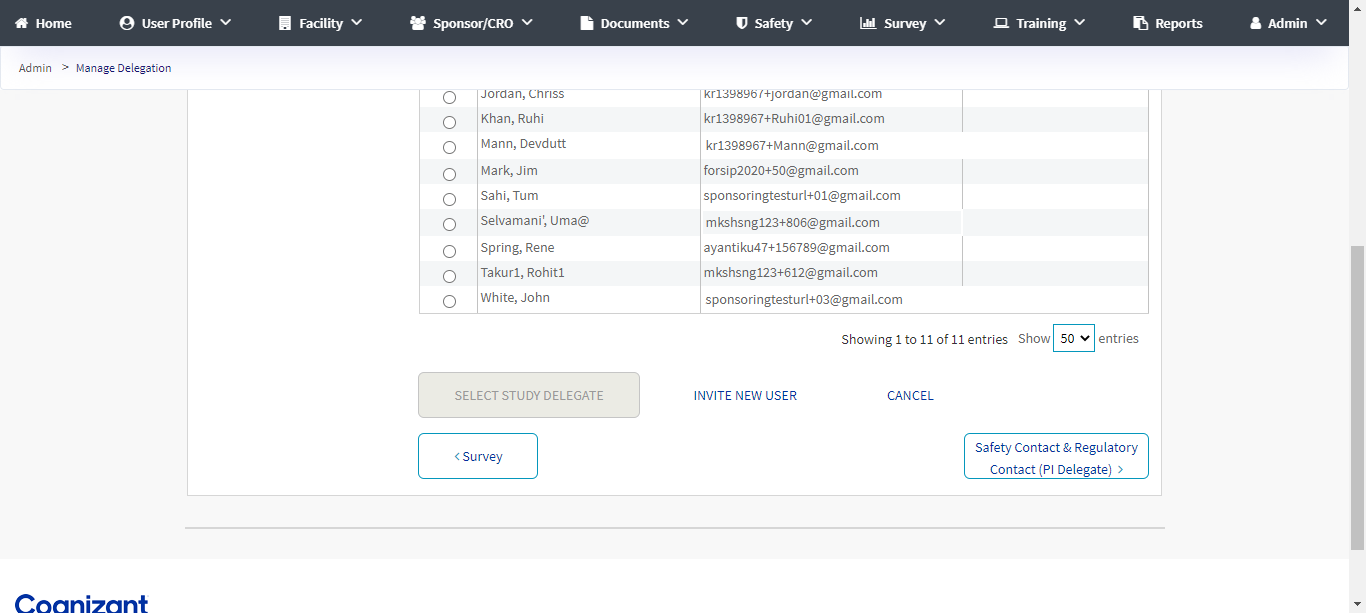 Home User Profile Facility Sponsor/CRO Documents Safety Survey Training Reports Admin
Admin > Manage Delegation
Jordan, Chriss kr1398967+jordan@gmail.com
Khan, Ruhi kr1398967+Ruhi01@gmail.com
Mann, Devdutt kr1398967+Mann@gmail.com
Mark, Jim forsip2020+50@gmail.com
Sahi, Tum sponsoringtesturl+01@gmail.com
Selvamani', Uma@ mkshsng123+806@gmail.com
Spring, Rene ayantiku47+156789@gmail.com
Takur1, Rohit1 mkshsng123+612@gmail.com
White, John sponsoringtesturl+03@gmail.com
Showing 1 to 11 of 11 entries Show 50 entries
SELECT STUDY DELEGATE INVITE NEW USER CANCEL
< Survey
Safety Contact & Regulatory
Contact (PI Delegate) >
Cognizant